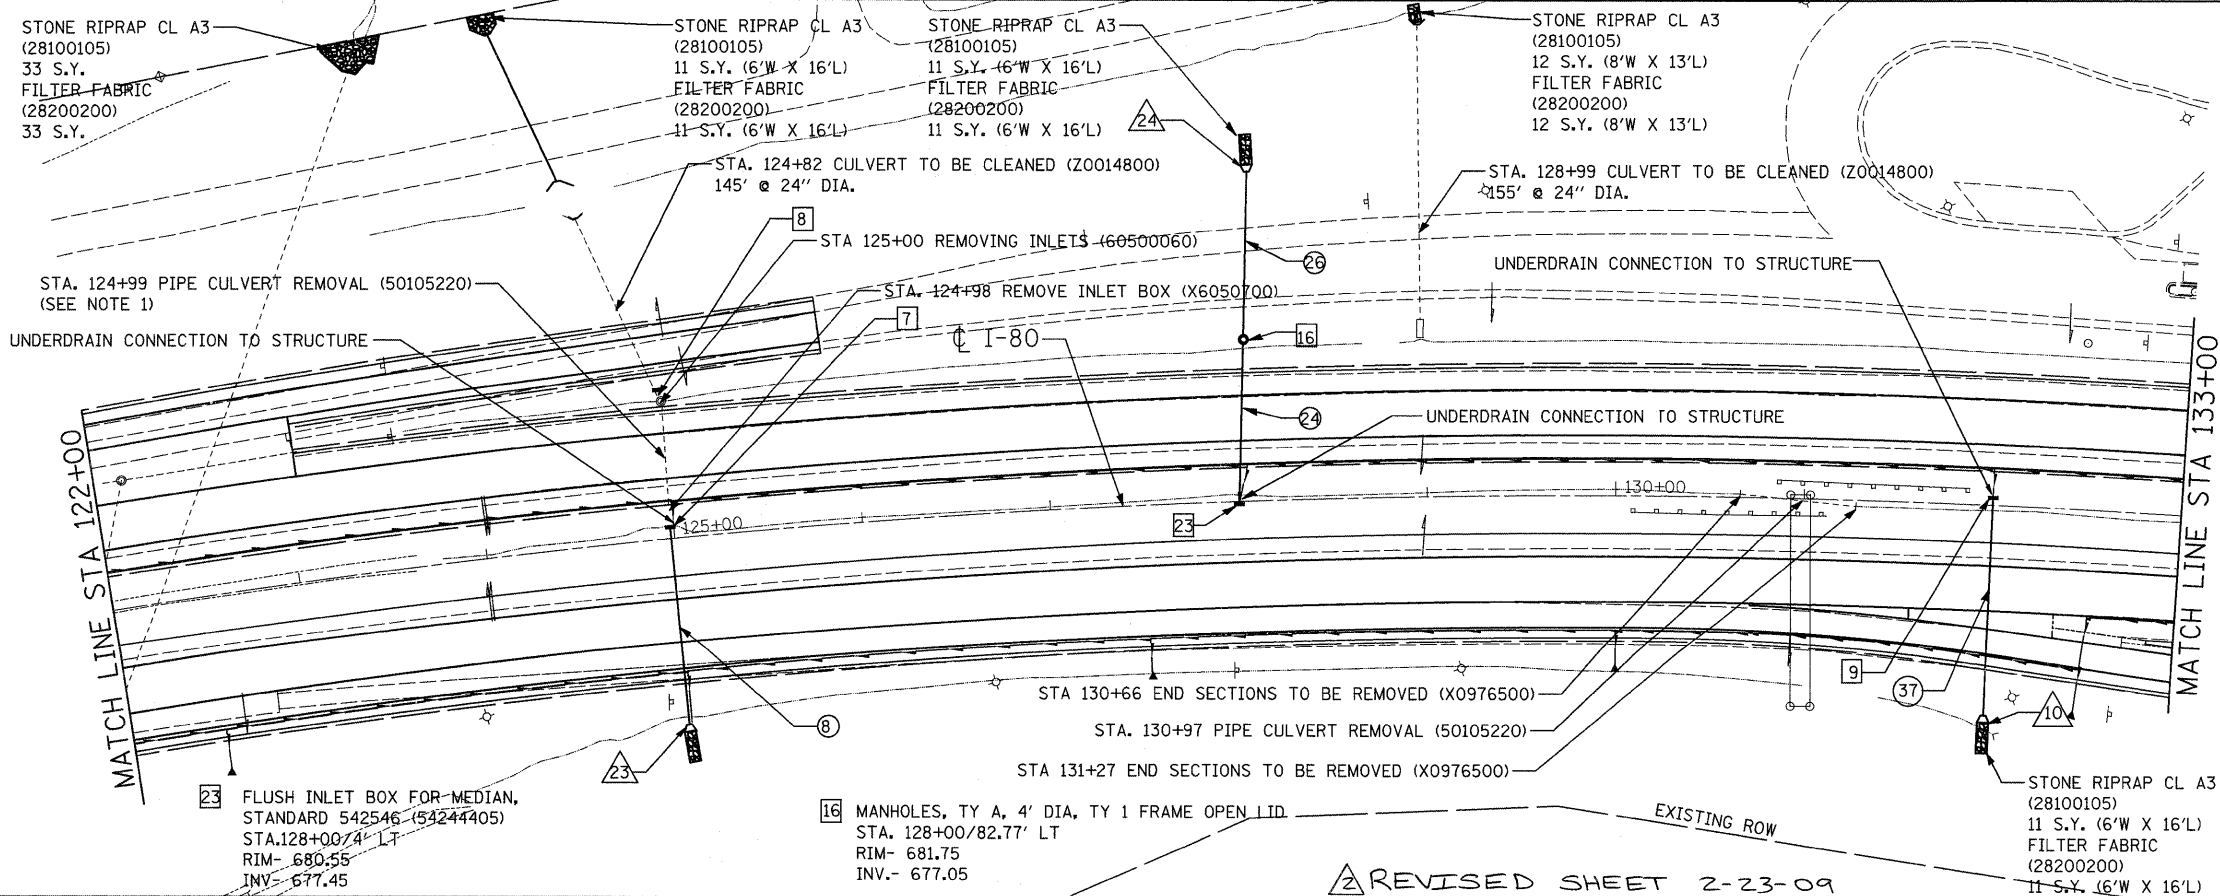 STONE RIPRAP CL A3
(28100105)
33 S.Y.
FILTER FABRIC
(28200200)
33 S.Y.
STONE RIPRAP CL A3
(28100105)
11 S.Y. (6'W X 16'L)
FILTER FABRIC
(28200200)
11 S.Y. (6'W X 16'L)
STONE RIPRAP CL A3
(28100105)
11 S.Y. (6'W X 16'L)
FILTER FABRIC
(28200200)
11 S.Y. (6'W X 16'L)
STONE RIPRAP CL A3
(28100105)
12 S.Y. (8'W X 13'L)
FILTER FABRIC
(28200200)
12 S.Y. (8'W X 13'L)
24
STA. 124+82 CULVERT TO BE CLEANED (Z0014800)
145' @ 24" DIA.
STA. 128+99 CULVERT TO BE CLEANED (Z0014800)
155' @ 24" DIA.
8
STA 125+00 REMOVING INLETS (60500060)
26
UNDERDRAIN CONNECTION TO STRUCTURE
STA. 124+99 PIPE CULVERT REMOVAL (50105220)
(SEE NOTE 1)
STA. 124+98 REMOVE INLET BOX (X6050700)
7
UNDERDRAIN CONNECTION TO STRUCTURE
℄ I-80
16
24
UNDERDRAIN CONNECTION TO STRUCTURE
MATCH LINE STA 122+00
MATCH LINE STA 133+00
125+00
130+00
23
9
37
10
STA 130+66 END SECTIONS TO BE REMOVED (X0976500)
8
STA. 130+97 PIPE CULVERT REMOVAL (50105220)
23
STA 131+27 END SECTIONS TO BE REMOVED (X0976500)
23 FLUSH INLET BOX FOR MEDIAN,
STANDARD 542546 (54244405)
STA.128+00/4' LT
RIM- 680.55
INV- 677.45
16 MANHOLES, TY A, 4' DIA, TY 1 FRAME OPEN LID
STA. 128+00/82.77' LT
RIM- 681.75
INV.- 677.05
EXISTING ROW
STONE RIPRAP CL A3
(28100105)
11 S.Y. (6'W X 16'L)
FILTER FABRIC
(28200200)
11 S.Y. (6'W X 16'L)
2 REVISED SHEET 2-23-09